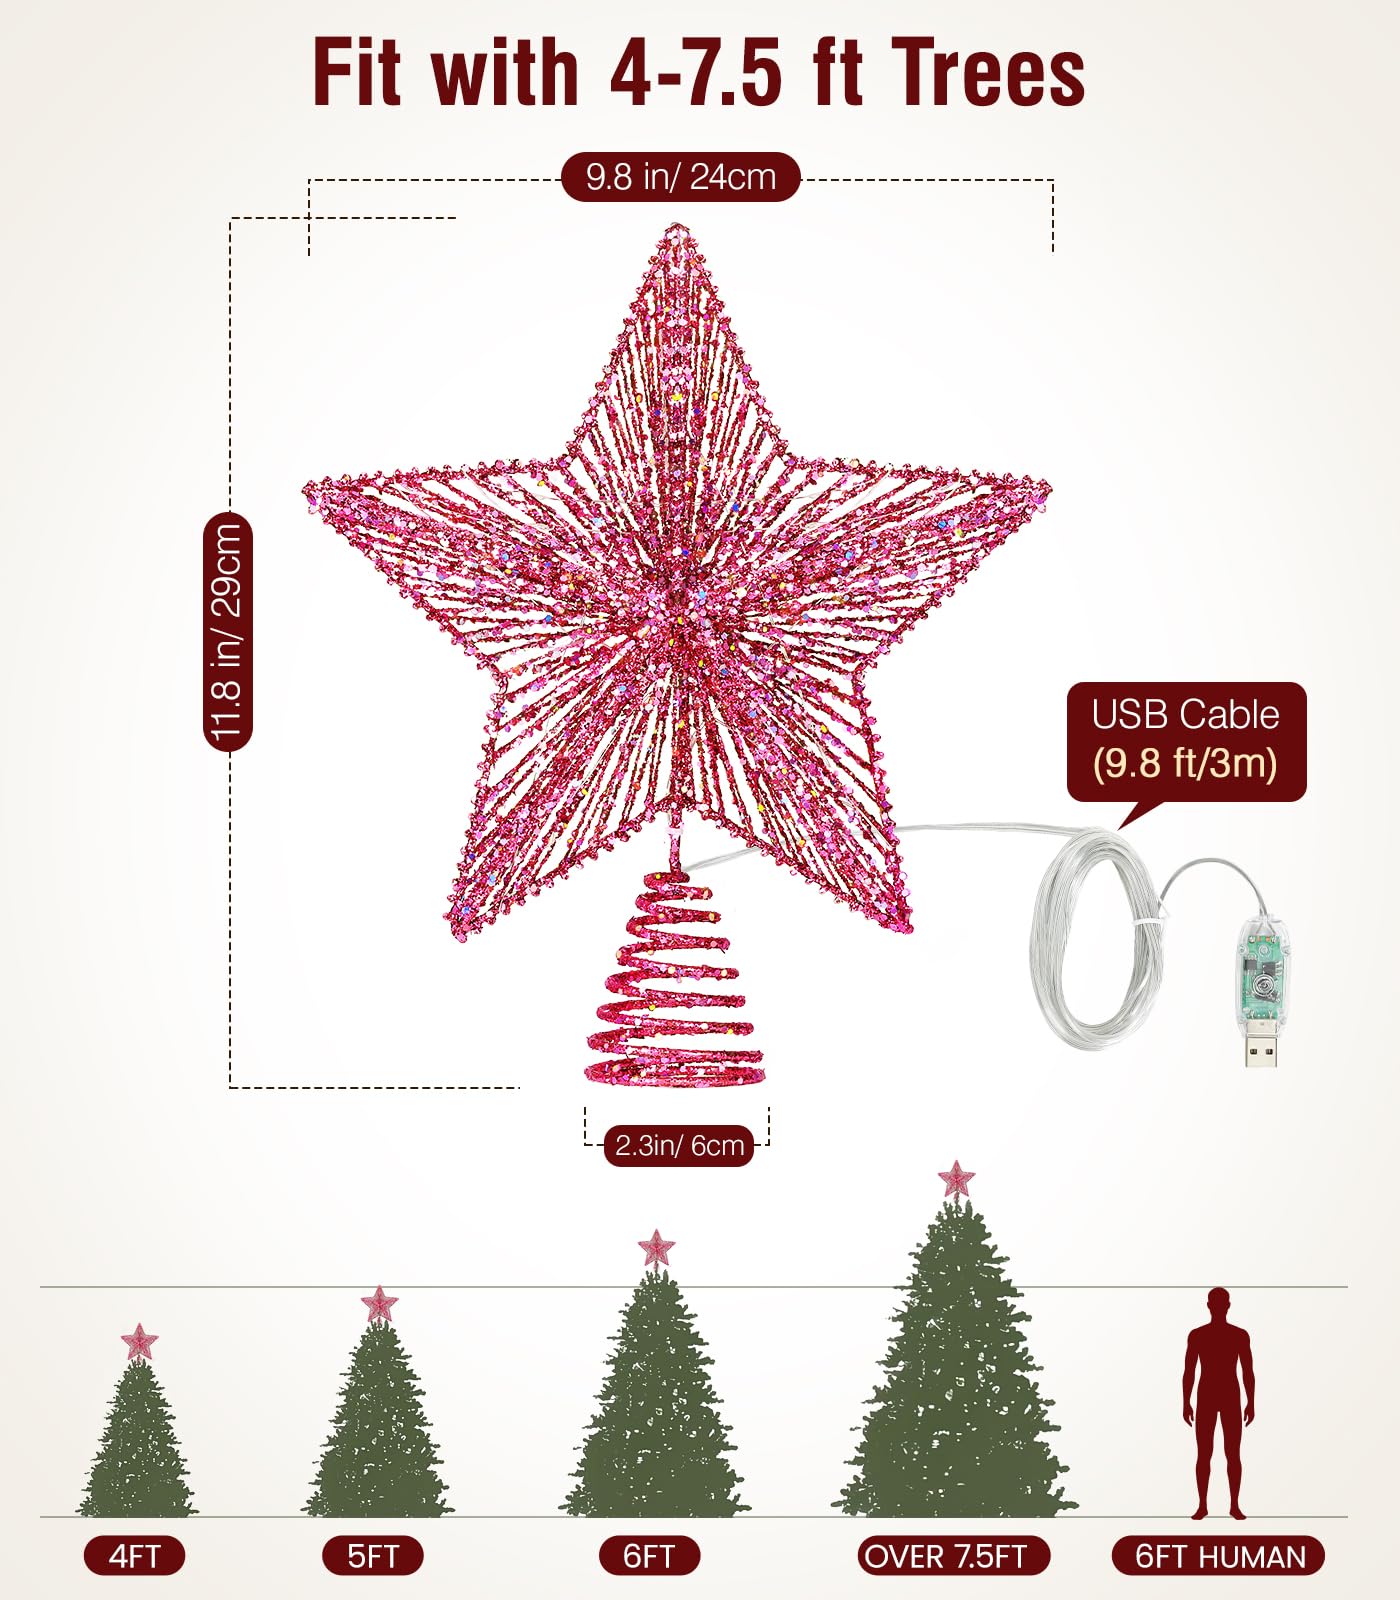 Fit with 4-7.5 ft Trees
9.8 in/ 24cm
11.8 in/ 29cm
USB Cable
(9.8 ft/3m)
2.3in/ 6cm
4FT
5FT
6FT
OVER 7.5FT
6FT HUMAN